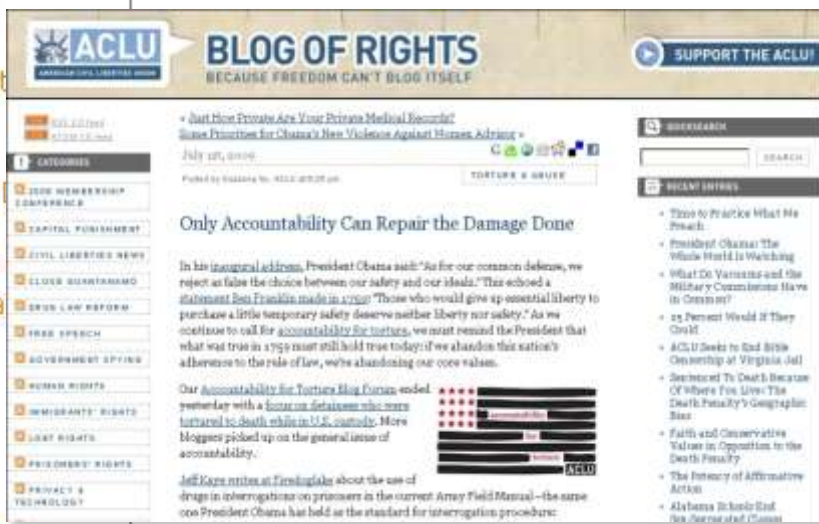 ACLU
AMERICAN CIVIL LIBERTIES UNION
BLOG OF RIGHTS
BECAUSE FREEDOM CAN'T BLOG ITSELF
SUPPORT THE ACLU!
« Just How Private Are Your Private Medical Records?
Some Priorities for Obama's New Violence Against Women Advisor »
July 1st, 2009
TORTURE & ABUSE
Only Accountability Can Repair the Damage Done
In his inaugural address, President Obama said: "As for our common defense, we
reject as false the choice between our safety and our ideals." This echoed a
statement Ben Franklin made in 1759: "Those who would give up essential liberty to
purchase a little temporary safety deserve neither liberty nor safety." As we
continue to call for accountability for torture, we must remind the President that
what was true in 1759 must still hold true today: if we abandon this nation's
adherence to the rule of law, we're abandoning our core values.
Our Accountability for Torture Blog Forum ended
yesterday with a focus on detainees who were
tortured to death while in U.S. custody. More
bloggers picked up on the general issue of
accountability.
accountability
for
torture
ACLU
Jeff Kaye writes at Firedoglake about the use of
drugs in interrogations on prisoners in the current Army Field Manual—the same
one President Obama has held as the standard for interrogation procedure:
CATEGORIES
2009 MEMBERSHIP
CONFERENCE
CAPITAL PUNISHMENT
CIVIL LIBERTIES NEWS
CLOSE GUANTANAMO
DRUG LAW REFORM
FREE SPEECH
GOVERNMENT SPYING
HUMAN RIGHTS
IMMIGRANTS' RIGHTS
LGBT RIGHTS
PRISONERS' RIGHTS
PRIVACY &
TECHNOLOGY
QUICKSEARCH
SEARCH
RECENT ENTRIES
Time to Practice What We
Preach
President Obama: The
Whole World Is Watching
What Do Vacuums and the
Military Commissions Have
in Common?
25 Percent Would If They
Could
ACLU Seeks to End Bible
Censorship at Virginia Jail
Sentenced To Death Because
Of Where You Live: The
Death Penalty's Geographic
Bias
Faith and Conservative
Values in Opposition to the
Death Penalty
The Potency of Affirmative
Action
Alabama Schools End